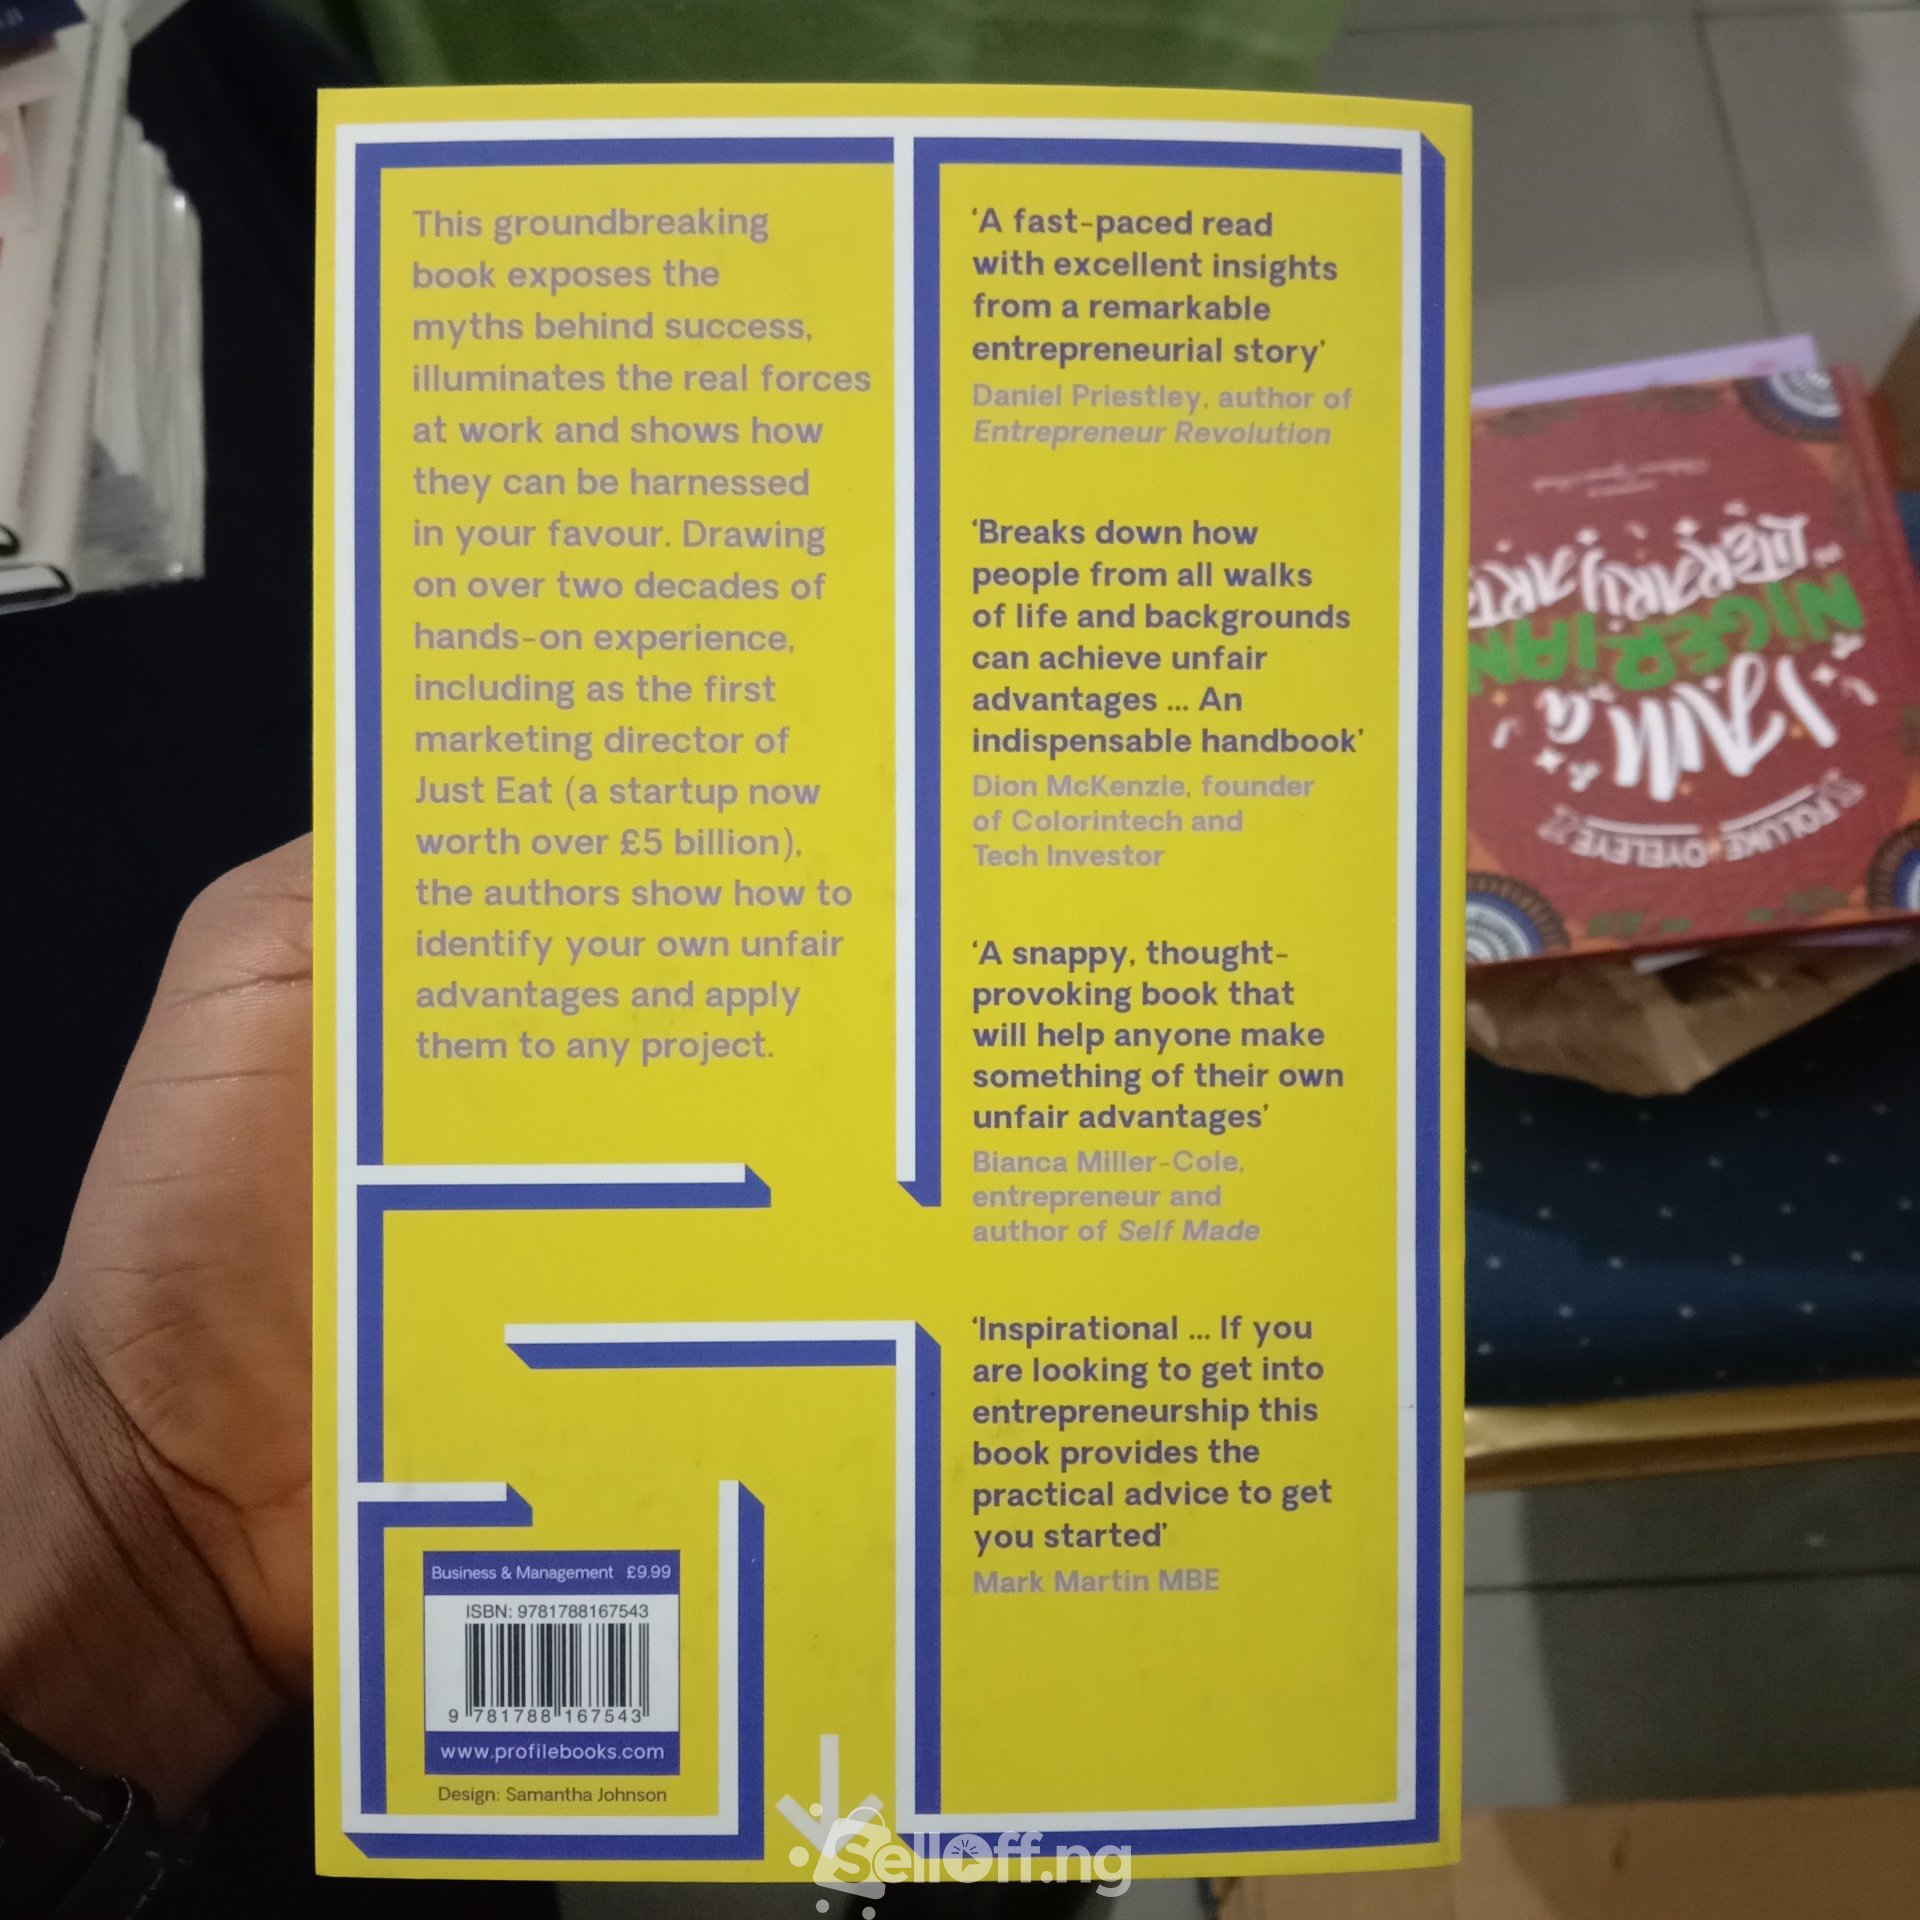 This groundbreaking
book exposes the
myths behind success,
illuminates the real forces
at work and shows how
they can be harnessed
in your favour. Drawing
on over two decades of
hands-on experience,
including as the first
marketing director of
Just Eat (a startup now
worth over £5 billion),
the authors show how to
identify your own unfair
advantages and apply
them to any project.
‘A fast-paced read
with excellent insights
from a remarkable
entrepreneurial story’
Daniel Priestley, author of
Entrepreneur Revolution
‘Breaks down how
people from all walks
of life and backgrounds
can achieve unfair
advantages ... An
indispensable handbook’
Dion McKenzie, founder
of Colorintech and
Tech Investor
‘A snappy, thought-
provoking book that
will help anyone make
something of their own
unfair advantages’
Bianca Miller-Cole,
entrepreneur and
author of Self Made
‘Inspirational ... If you
are looking to get into
entrepreneurship this
book provides the
practical advice to get
you started’
Mark Martin MBE
Business & Management £9.99
ISBN: 9781788167543
9 781788 167543
www.profilebooks.com
Design: Samantha Johnson
SellOff.ng
FOLUKE OYELEYE
I AM a
NIGERIAN
LITERARY